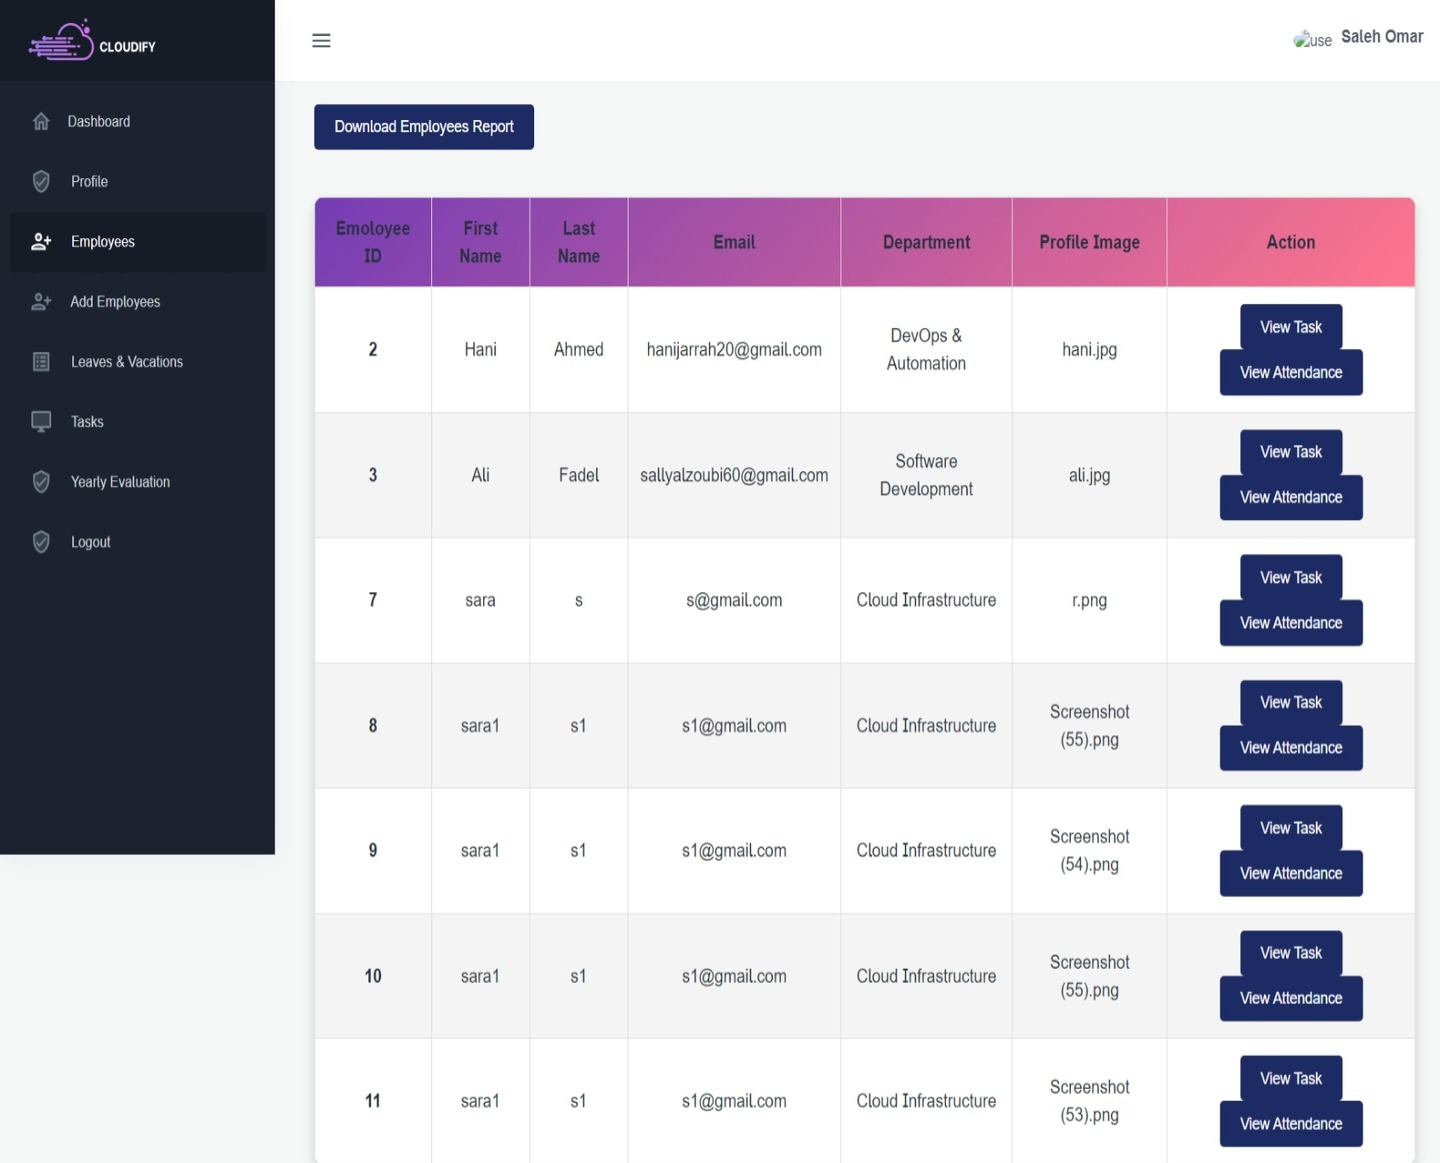 CLOUDIFY
Dashboard
Profile
Employees
Add Employees
Leaves & Vacations
Tasks
Yearly Evaluation
Logout
use Saleh Omar
Download Employees Report
Emoloyee ID First Name Last Name Email Department Profile Image Action
2 Hani Ahmed hanijarrah20@gmail.com DevOps & Automation hani.jpg View Task View Attendance
3 Ali Fadel sallyalzoubi60@gmail.com Software Development ali.jpg View Task View Attendance
7 sara s s@gmail.com Cloud Infrastructure r.png View Task View Attendance
8 sara1 s1 s1@gmail.com Cloud Infrastructure Screenshot (55).png View Task View Attendance
9 sara1 s1 s1@gmail.com Cloud Infrastructure Screenshot (54).png View Task View Attendance
10 sara1 s1 s1@gmail.com Cloud Infrastructure Screenshot (55).png View Task View Attendance
11 sara1 s1 s1@gmail.com Cloud Infrastructure Screenshot (53).png View Task View Attendance